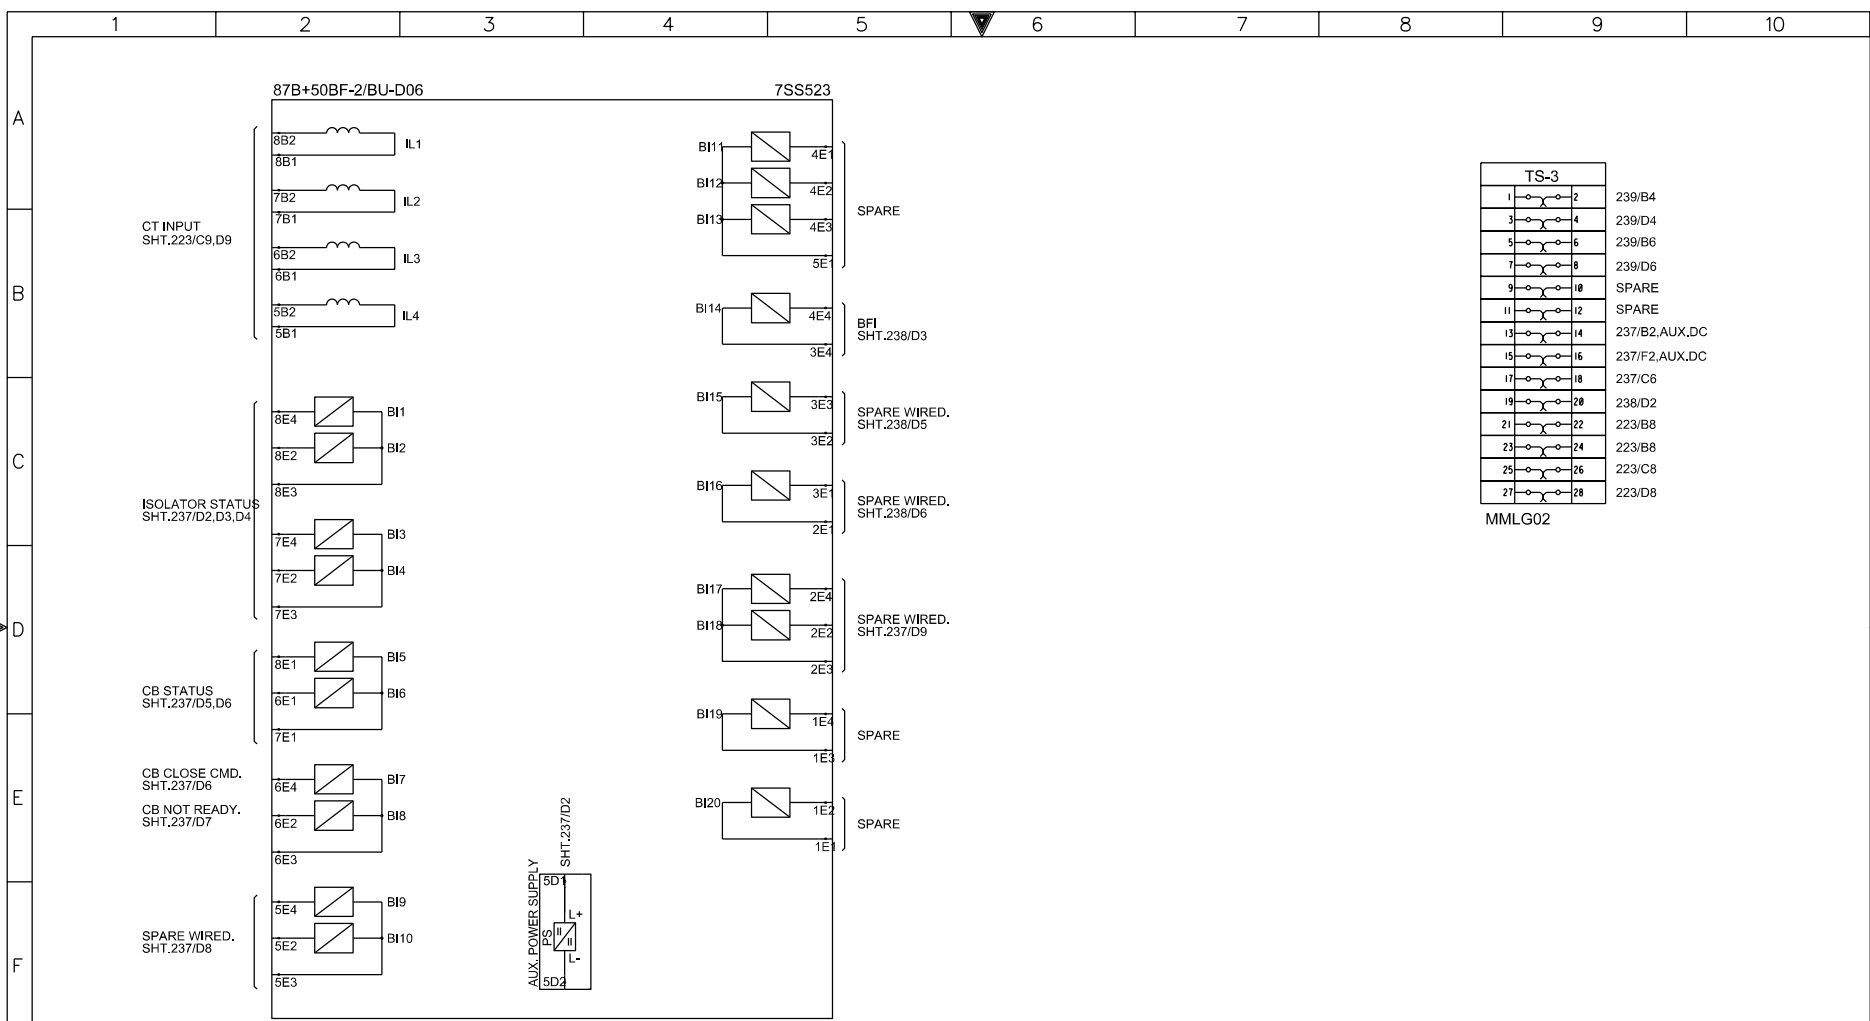 1 2 3 4 5 6 7 8 9 10
A
B
C
D
E
F
87B+50BF-2/BU-D06 7SS523
CT INPUT
SHT.223/C9,D9
8B2
8B1
IL1
7B2
7B1
IL2
6B2
6B1
IL3
5B2
5B1
IL4
ISOLATOR STATUS
SHT.237/D2,D3,D4
8E4 BI1
8E2 BI2
8E3
7E4 BI3
7E2 BI4
7E3
CB STATUS
SHT.237/D5,D6
8E1 BI5
6E1 BI6
7E1
CB CLOSE CMD.
SHT.237/D6
CB NOT READY.
SHT.237/D7
6E4 BI7
6E2 BI8
6E3
SPARE WIRED.
SHT.237/D8
5E4 BI9
5E2 BI10
5E3
AUX. POWER SUPPLY
SHT.237/D2
5D1
L+
PS
L-
5D2
BI11 4E1
BI12 4E2
BI13 4E3
5E1
SPARE
BI14 4E4
3E4
BFI
SHT.238/D3
BI15 3E3
3E2
SPARE WIRED.
SHT.238/D5
BI16 3E1
2E1
SPARE WIRED.
SHT.238/D6
BI17 2E4
BI18 2E2
2E3
SPARE WIRED.
SHT.237/D9
BI19 1E4
1E3
SPARE
BI20 1E2
1E1
SPARE
TS-3
1 2 239/B4
3 4 239/D4
5 6 239/B6
7 8 239/D6
9 10 SPARE
11 12 SPARE
13 14 237/B2,AUX.DC
15 16 237/F2,AUX.DC
17 18 237/C6
19 20 238/D2
21 22 223/B8
23 24 223/B8
25 26 223/C8
27 28 223/D8
MMLG02